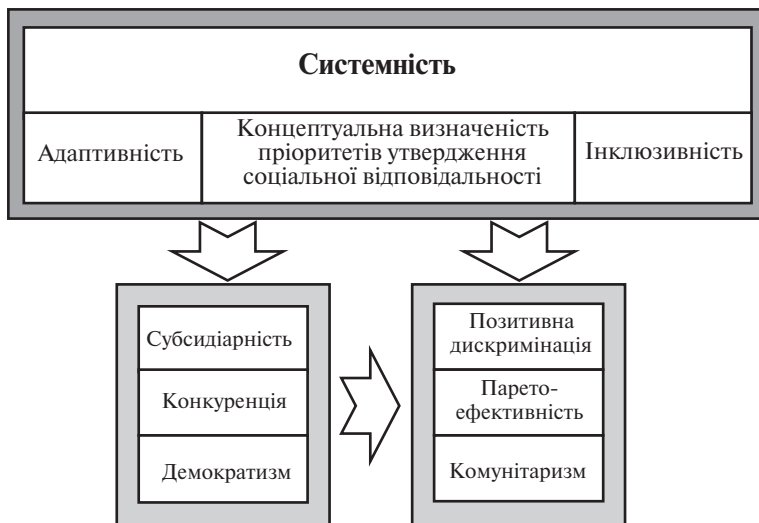 Системність
Адаптивність
Концептуальна визначеність
пріоритетів утвердження
соціальної відповідальності
Інклюзивність
Субсидіарність
Конкуренція
Демократизм
Позитивна
дискримінація
Парето-
ефективність
Комунітаризм